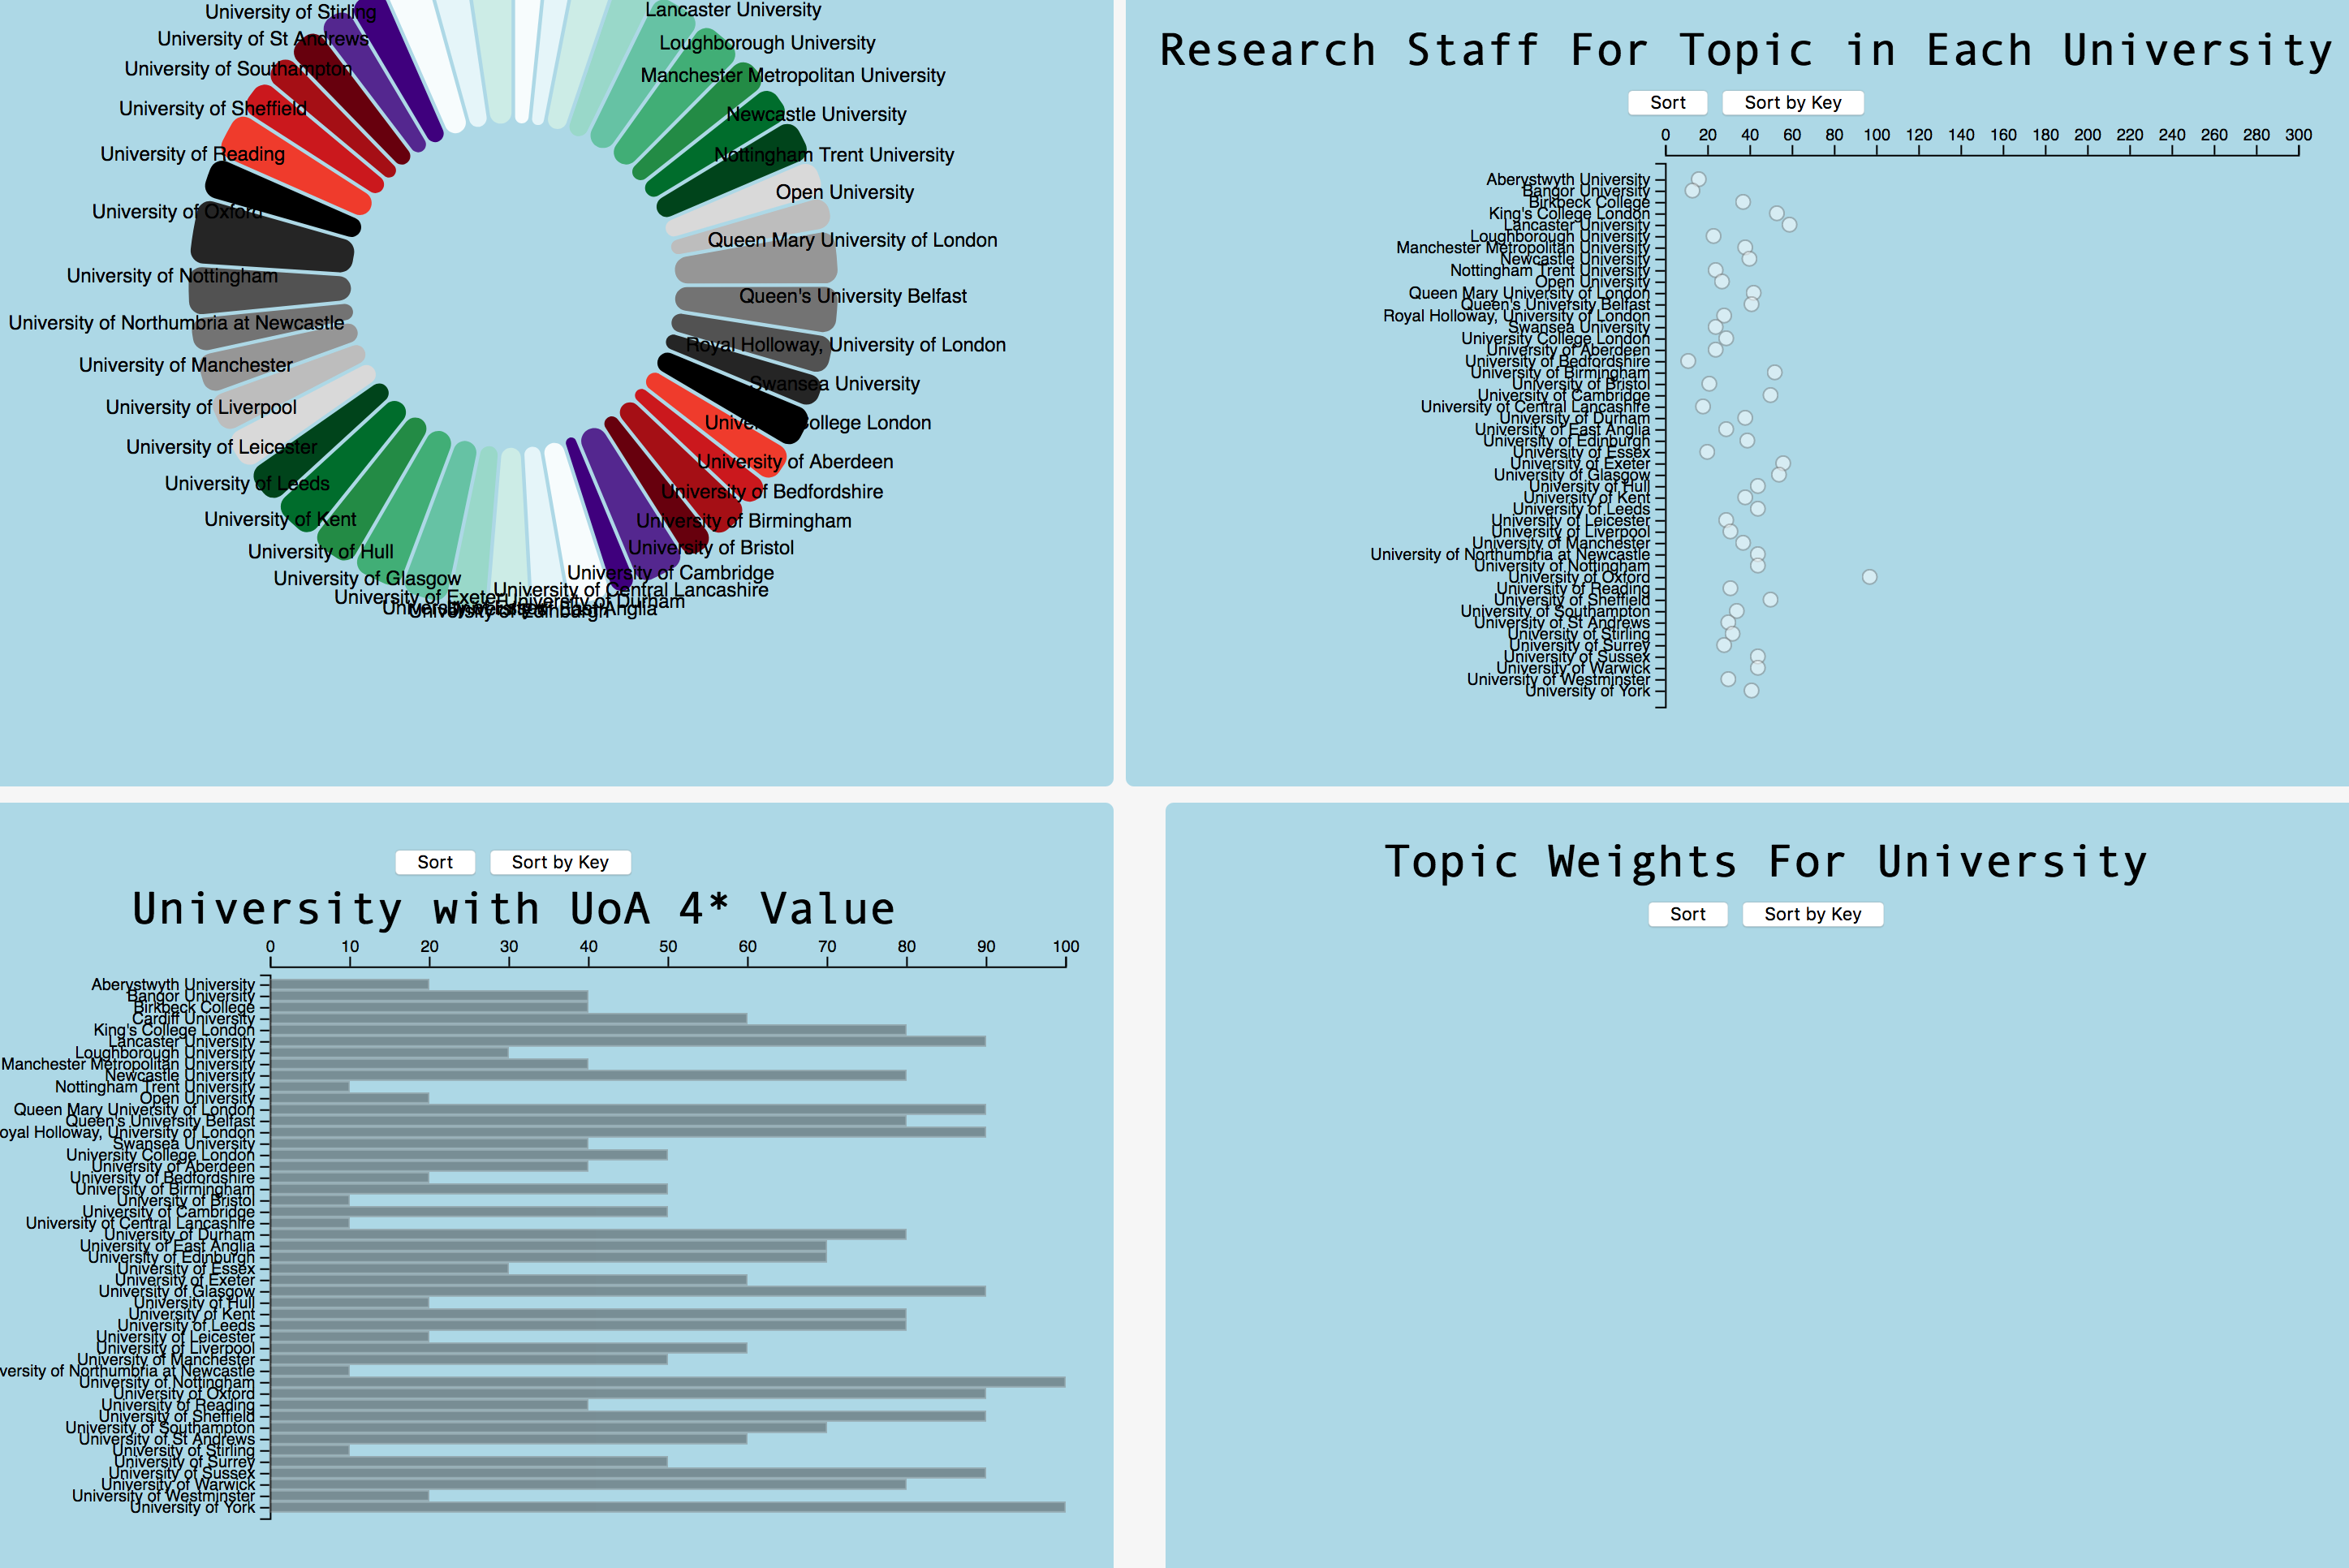 University of Stirling
University of St Andrews
University of Southampton
University of Sheffield
University of Reading
University of Oxford
University of Nottingham
University of Northumbria at Newcastle
University of Manchester
University of Liverpool
University of Leicester
University of Leeds
University of Kent
University of Hull
University of Glasgow
University of Exeter
University of Edinburgh
University of Durham
University of Central Lancashire
University of Cambridge
University of Bristol
University of Birmingham
University of Bedfordshire
University of Aberdeen
University College London
Swansea University
Royal Holloway, University of London
Queen's University Belfast
Queen Mary University of London
Open University
Nottingham Trent University
Newcastle University
Manchester Metropolitan University
Loughborough University
Lancaster University
Research Staff For Topic in Each University
Sort Sort by Key
0 20 40 60 80 100 120 140 160 180 200 220 240 260 280 300
Aberystwyth University
Bangor University
Birkbeck College
King's College London
Lancaster University
Loughborough University
Manchester Metropolitan University
Newcastle University
Nottingham Trent University
Open University
Queen Mary University of London
Queen's University Belfast
Royal Holloway, University of London
Swansea University
University College London
University of Aberdeen
University of Bedfordshire
University of Birmingham
University of Bristol
University of Cambridge
University of Central Lancashire
University of Durham
University of East Anglia
University of Edinburgh
University of Essex
University of Exeter
University of Glasgow
University of Hull
University of Kent
University of Leeds
University of Leicester
University of Liverpool
University of Manchester
University of Northumbria at Newcastle
University of Nottingham
University of Oxford
University of Reading
University of Sheffield
University of Southampton
University of St Andrews
University of Stirling
University of Surrey
University of Sussex
University of Warwick
University of Westminster
University of York
Sort Sort by Key
University with UoA 4* Value
0 10 20 30 40 50 60 70 80 90 100
Aberystwyth University
Bangor University
Birkbeck College
Cardiff University
King's College London
Lancaster University
Loughborough University
Manchester Metropolitan University
Newcastle University
Nottingham Trent University
Open University
Queen Mary University of London
Queen's University Belfast
oyal Holloway, University of London
Swansea University
University College London
University of Aberdeen
University of Bedfordshire
University of Birmingham
University of Bristol
University of Cambridge
University of Central Lancashire
University of Durham
University of East Anglia
University of Edinburgh
University of Essex
University of Exeter
University of Glasgow
University of Hull
University of Kent
University of Leeds
University of Leicester
University of Liverpool
University of Manchester
versity of Northumbria at Newcastle
University of Nottingham
University of Oxford
University of Reading
University of Sheffield
University of Southampton
University of St Andrews
University of Stirling
University of Surrey
University of Sussex
University of Warwick
University of Westminster
University of York
Topic Weights For University
Sort Sort by Key